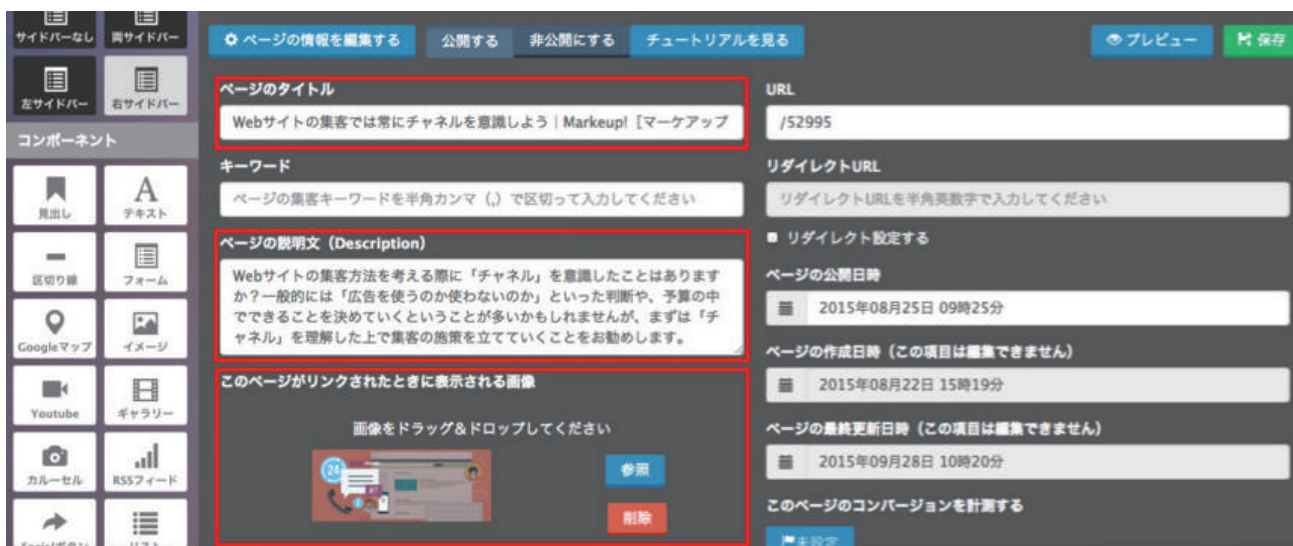 サイドバーなし
両サイドバー
左サイドバー
右サイドバー
コンポーネント
見出し
テキスト
区切り線
フォーム
Googleマップ
イメージ
Youtube
ギャラリー
カルーセル
RSSフィード
Socialボタン
リスト
ページの情報を編集する
公開する
非公開にする
チュートリアルを見る
プレビュー
保存
ページのタイトル
Webサイトの集客では常にチャネルを意識しよう|Markeup! [マーケアップ
キーワード
ページの集客キーワードを半角カンマ (,) で区切って入力してください
ページの説明文 (Description)
Webサイトの集客方法を考える際に「チャネル」を意識したことはあります
か?一般的には「広告を使うのか使わないのか」といった判断や、予算の中
でできることを決めていくということが多いかもしれませんが、まずは「チ
ャネル」を理解した上で集客の施策を立てていくことをお勧めします。
このページがリンクされたときに表示される画像
画像をドラッグ&ドロップしてください
24
参照
削除
URL
/52995
リダイレクトURL
リダイレクトURLを半角英数字で入力してください
リダイレクト設定する
ページの公開日時
2015年08月25日 09時25分
ページの作成日時 (この項目は編集できません)
2015年08月22日 15時19分
ページの最終更新日時 (この項目は編集できません)
2015年09月28日 10時20分
このページのコンバージョンを計測する
未設定